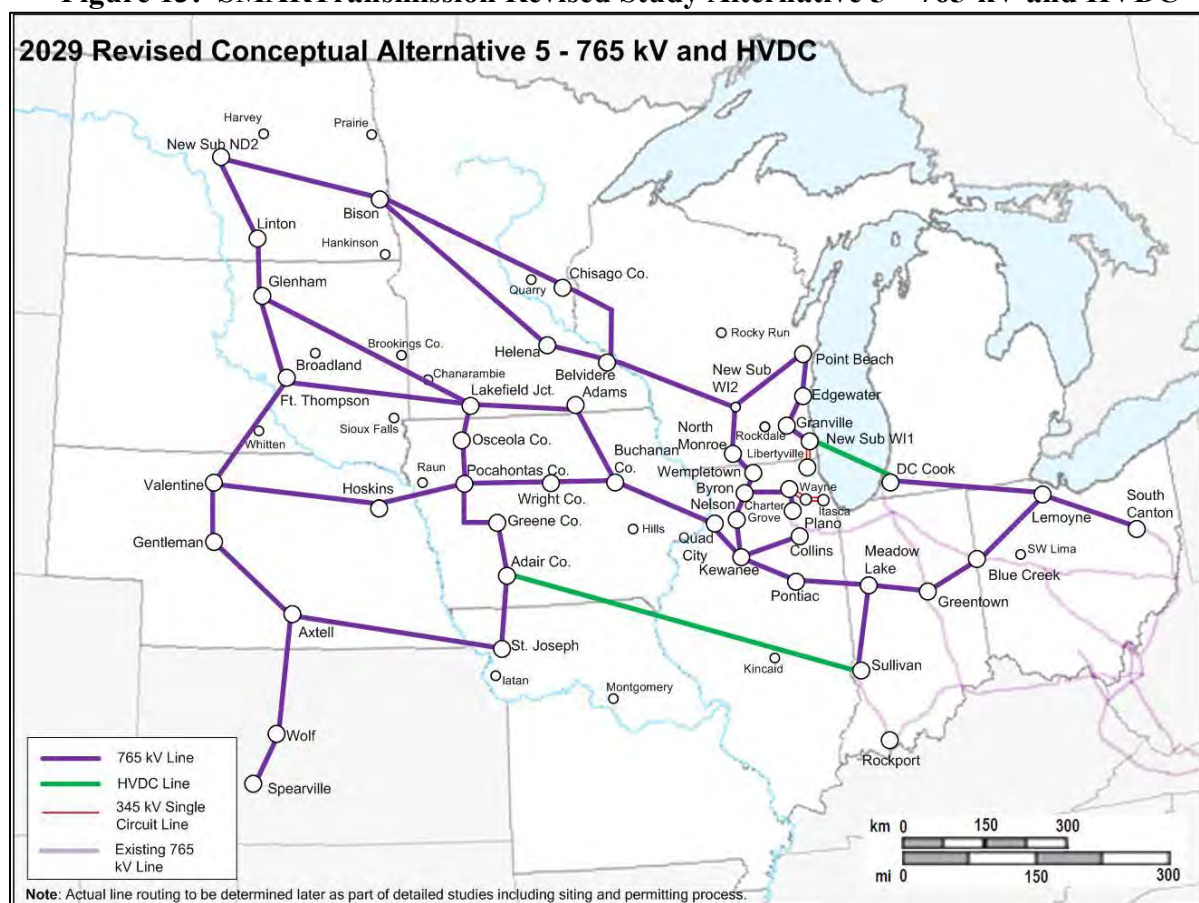 Figure 15: SMARTransmission Revised Study Alternative 5 – 765 kV and HVDC
2029 Revised Conceptual Alternative 5 - 765 kV and HVDC
Harvey
Prairie
New Sub ND2
Bison
Linton
Hankinson
Glenham
Chisago Co.
Quarry
Rocky Run
Point Beach
Brookings Co.
Broadland
Helena
Belvidere
New Sub
WI2
Chanarambie
Lakefield Jct.
Adams
Edgewater
Ft. Thompson
Sioux Falls
Granville
North
Monroe
Rockdale
New Sub WI1
Whitten
Osceola Co.
Buchanan
Co.
Libertyville
Raun
Pocahontas Co.
Wempletown
DC Cook
Valentine
Hoskins
Wright Co.
Byron
Wayne
Nelson
Charter
Grove
Itasca
Plano
Lemoyne
South
Canton
Greene Co.
Hills
Quad
City
Collins
Meadow
Lake
SW Lima
Gentleman
Kewanee
Blue Creek
Adair Co.
Pontiac
Greentown
Axtell
St. Joseph
Kincaid
Sullivan
Iatan
Montgomery
Wolf
Rockport
Spearville
765 kV Line
HVDC Line
345 kV Single
Circuit Line
Existing 765
kV Line
km 0 150 300
mi 0 150 300
Note: Actual line routing to be determined later as part of detailed studies including siting and permitting process.